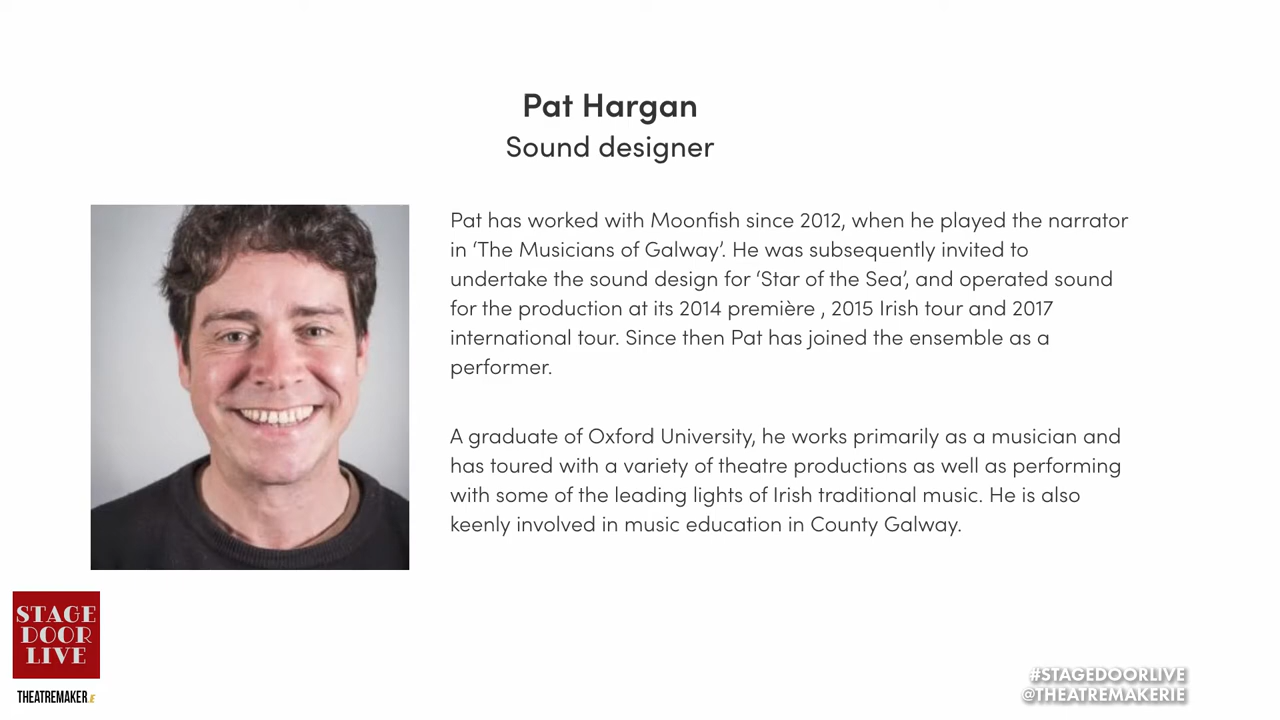 Pat Hargan
Sound designer
Pat has worked with Moonfish since 2012, when he played the narrator
in ‘The Musicians of Galway’. He was subsequently invited to
undertake the sound design for ‘Star of the Sea’, and operated sound
for the production at its 2014 première , 2015 Irish tour and 2017
international tour. Since then Pat has joined the ensemble as a
performer.
A graduate of Oxford University, he works primarily as a musician and
has toured with a variety of theatre productions as well as performing
with some of the leading lights of Irish traditional music. He is also
keenly involved in music education in County Galway.
STAGE
DOOR
LIVE
THEATREMAKER.IE
#STAGEDOORLIVE
@THEATREMAKERIE